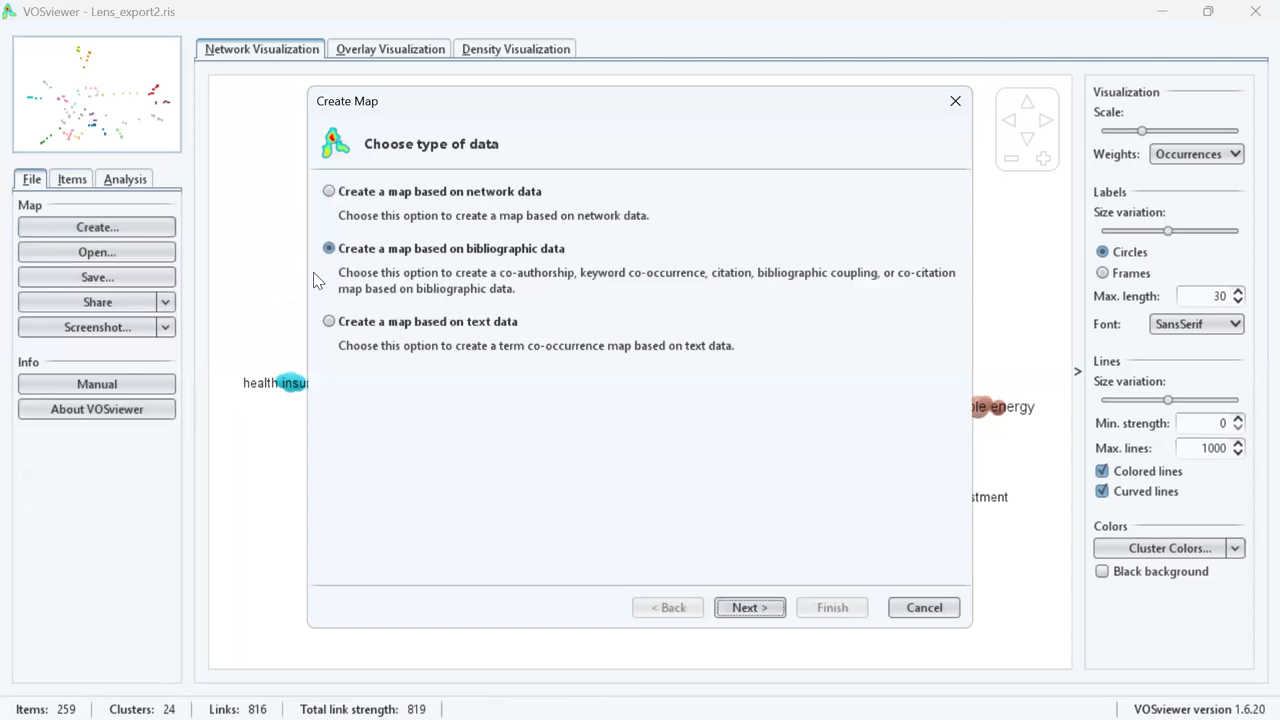 VOSviewer - Lens_export2.ris
Network Visualization
Overlay Visualization
Density Visualization
File
Items
Analysis
Map
Create...
Open...
Save...
Share
Screenshot...
Info
Manual
About VOSviewer
Create Map
Choose type of data
Create a map based on network data
Choose this option to create a map based on network data.
Create a map based on bibliographic data
Choose this option to create a co-authorship, keyword co-occurrence, citation, bibliographic coupling, or co-citation
map based on bibliographic data.
Create a map based on text data
Choose this option to create a term co-occurrence map based on text data.
< Back
Next >
Finish
Cancel
health insu
ble energy
stment
Visualization
Scale:
Weights: Occurrences
Labels
Size variation:
Circles
Frames
Max. length: 30
Font: SansSerif
>
Lines
Size variation:
Min. strength: 0
Max. lines: 1000
Colored lines
Curved lines
Colors
Cluster Colors...
Black background
Items: 259
Clusters: 24
Links: 816
Total link strength: 819
VOSviewer version 1.6.20